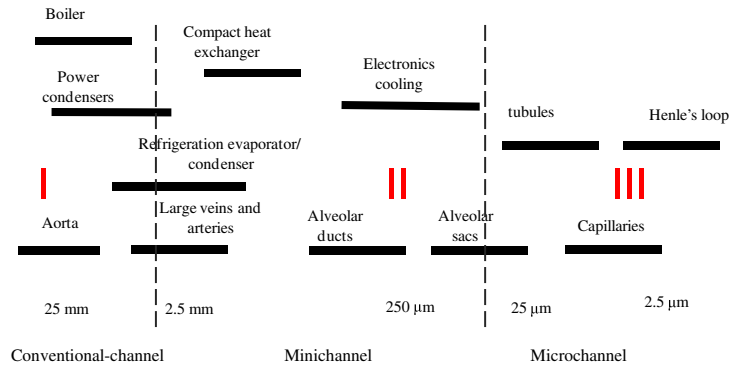 Boiler
Compact heat
exchanger
Electronics
cooling
Power
condensers
tubules
Henle's loop
Refrigeration evaporator/
condenser
Aorta
Large veins and
arteries
Alveolar
ducts
Alveolar
sacs
Capillaries
25 mm
2.5 mm
250 µm
25 µm
2.5 µm
Conventional-channel
Minichannel
Microchannel